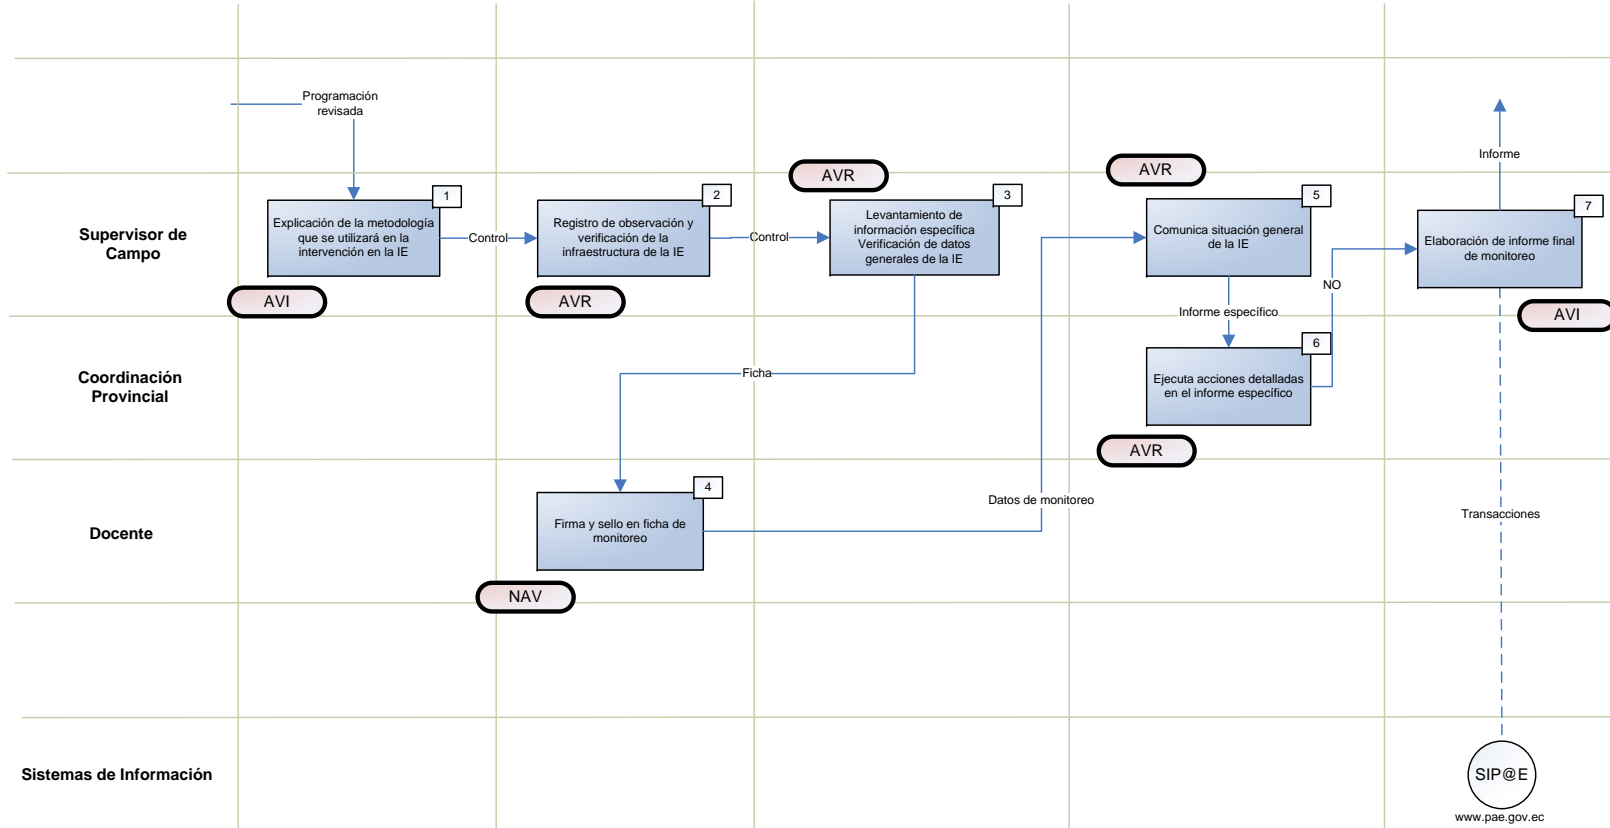 Programación
revisada
Informe
AVR
AVR
1
2
3
5
7
Supervisor de
Campo
Explicación de la metodología
que se utilizará en la
intervención en la IE
Control
Registro de observación y
verificación de la
infraestructura de la IE
Control
Levantamiento de
información específica
Verificación de datos
generales de la IE
Comunica situación general
de la IE
Elaboración de informe final
de monitoreo
NO
AVI
AVR
Informe específico
AVI
6
Coordinación
Provincial
Ficha
Ejecuta acciones detalladas
en el informe específico
AVR
4
Datos de monitoreo
Transacciones
Docente
Firma y sello en ficha de
monitoreo
NAV
Sistemas de Información
SIP@E
www.pae.gov.ec